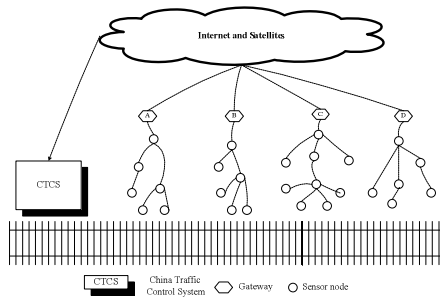 Internet and Satellites
A
B
C
D
CTCS
CTCS
China Traffic
Control System
Gateway
Sensor node